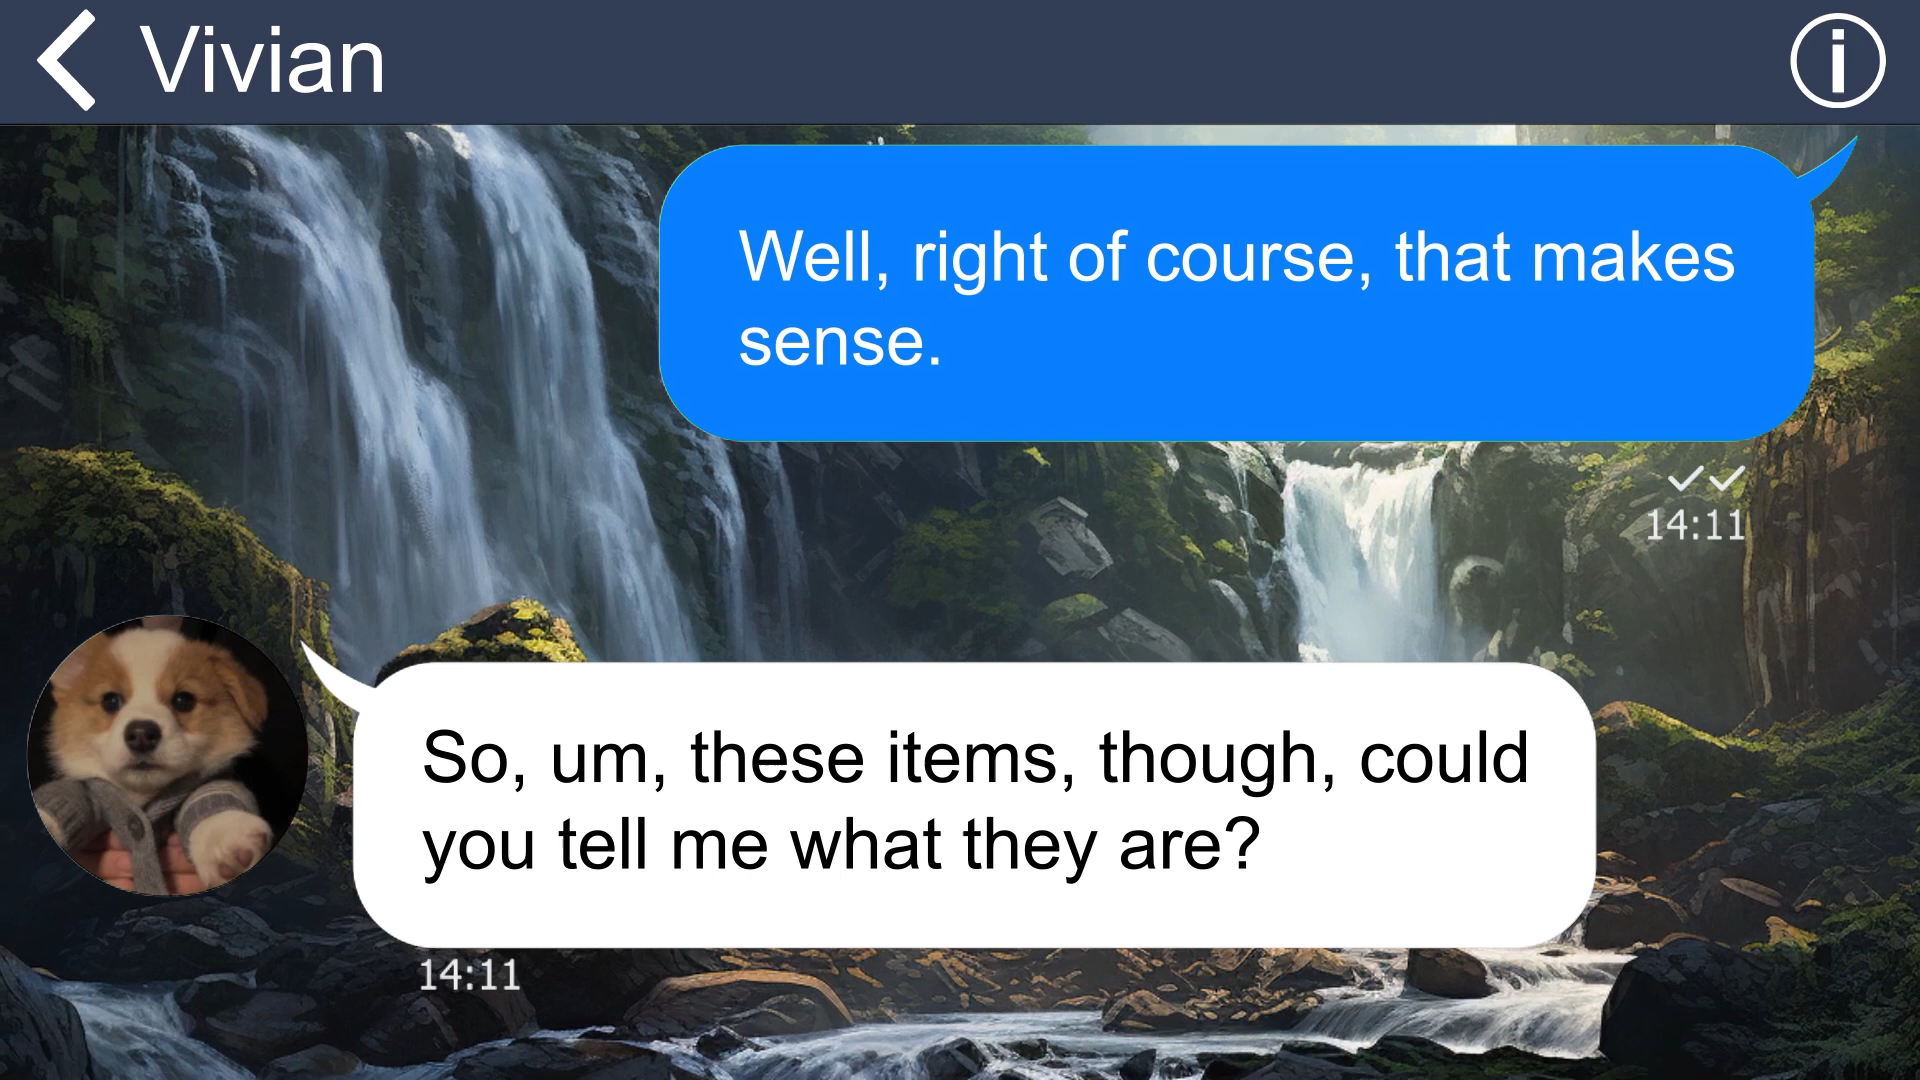 Vivian
Well, right of course, that makes
sense.
14:11
So, um, these items, though, could
you tell me what they are?
14:11